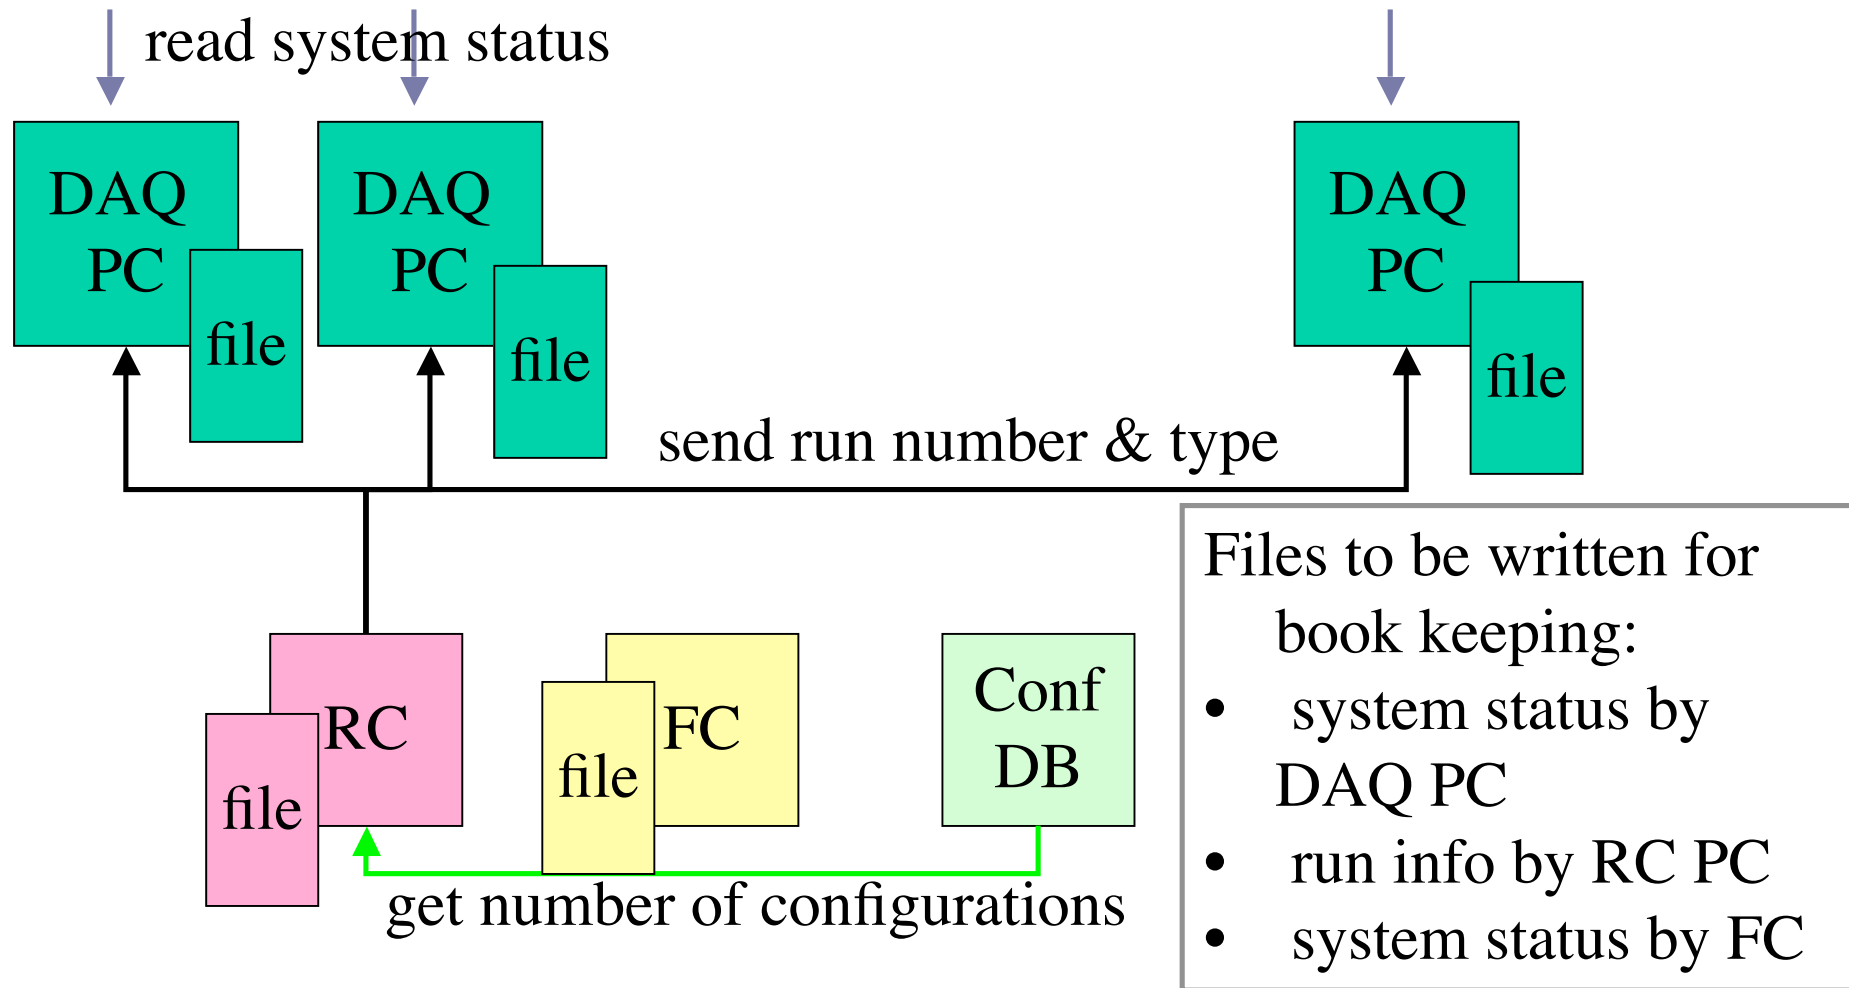 read system status
DAQ
PC
file
DAQ
PC
file
DAQ
PC
file
send run number & type
RC
file
FC
file
Conf
DB
get number of configurations
Files to be written for
book keeping:
• system status by
DAQ PC
• run info by RC PC
• system status by FC